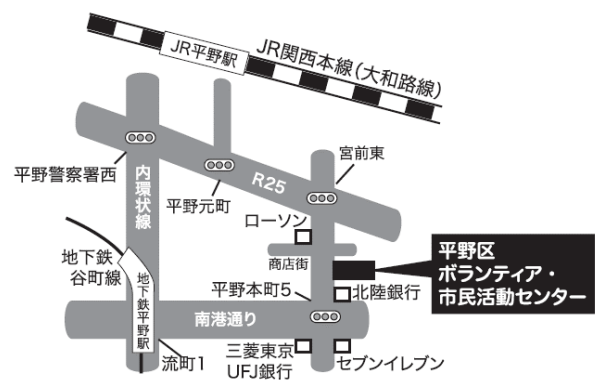 JR平野駅
JR関西本線(大和路線)
宮前東
平野警察署西
内環状線
R25
平野元町
ローソン
地下鉄
谷町線
商店街
平野区
ボランティア・
市民活動センター
地下鉄平野駅
平野本町5
北陸銀行
南港通り
流町1
三菱東京
UFJ銀行
セブンイレブン